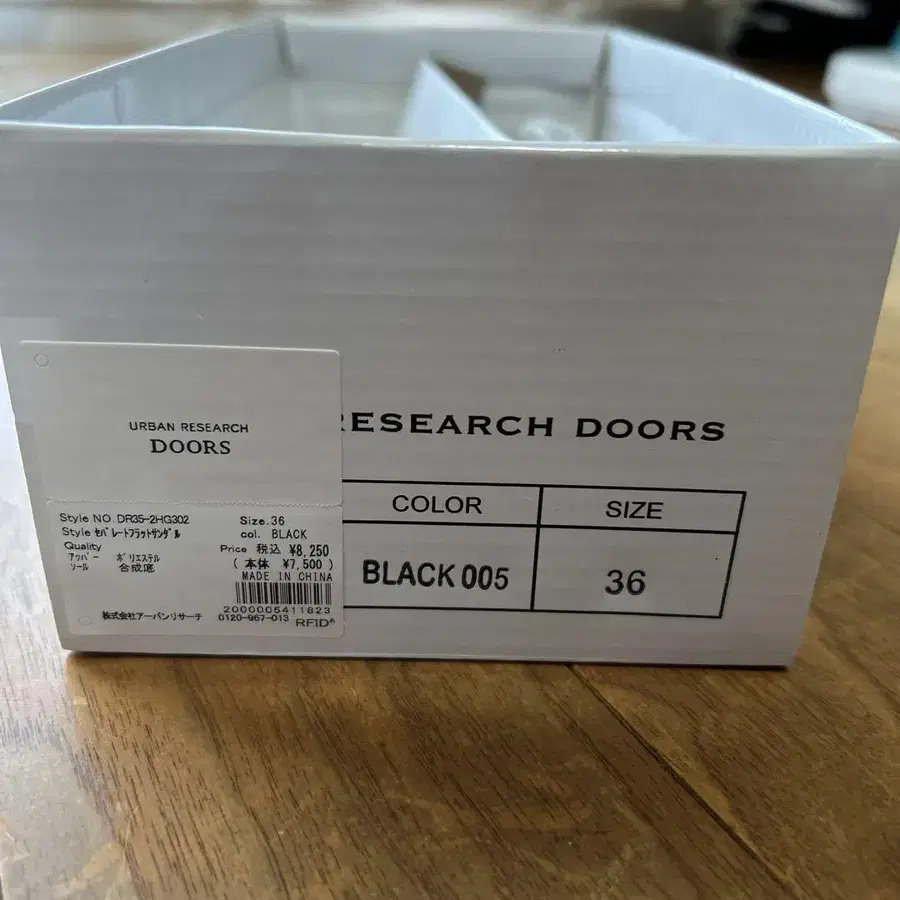 RESEARCH DOORS
COLOR SIZE
BLACK 005 36
URBAN RESEARCH
DOORS
Style NO. DR35-2HG302 Size. 36
Style ｾﾊﾟﾚｰﾄﾌﾗｯﾄｻﾝﾀﾞﾙ col. BLACK
Quality Price 税込 ¥8,250
ｱｯﾊﾟｰ ﾎﾟﾘｴｽﾃﾙ ( 本体 ¥7,500 )
ｿｰﾙ 合成底 MADE IN CHINA
2000005411823
株式会社アーバンリサーチ 0120-967-013 RFID